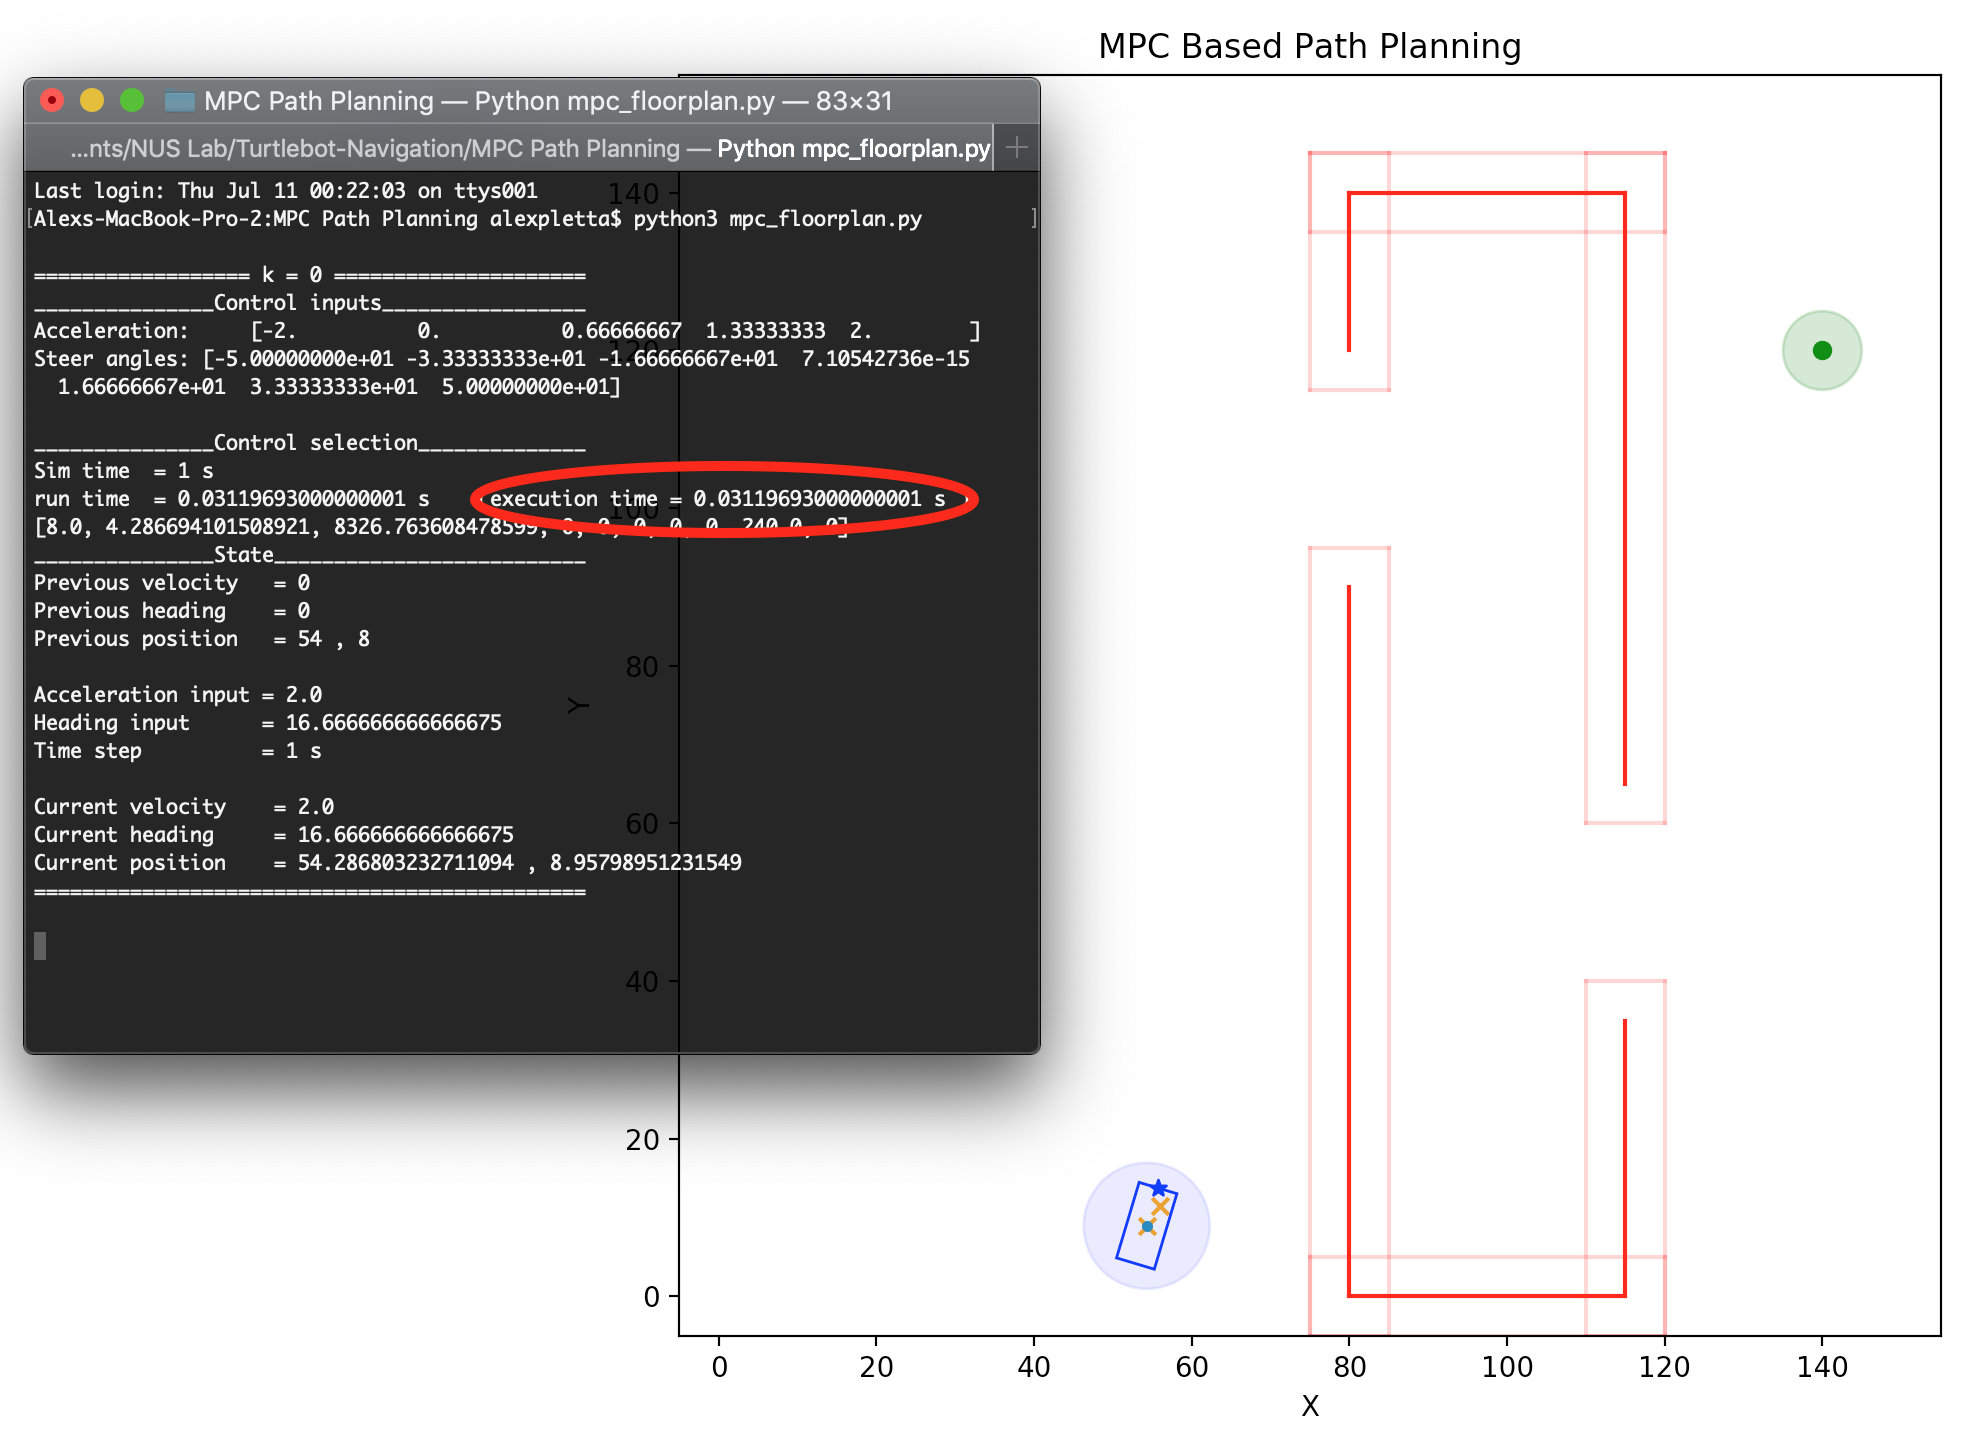 MPC Based Path Planning
MPC Path Planning — Python mpc_floorplan.py — 83×31
...nts/NUS Lab/Turtlebot-Navigation/MPC Path Planning — Python mpc_floorplan.py
Last login: Thu Jul 11 00:22:03 on ttys001
[Alexs-MacBook-Pro-2:MPC Path Planning alexpletta$ python3 mpc_floorplan.py ]
================== k = 0 =====================
_______________Control inputs_________________
Acceleration:     [-2.          0.          0.66666667  1.33333333  2.        ]
Steer angles: [-5.00000000e+01 -3.33333333e+01 -1.66666667e+01  7.10542736e-15
  1.66666667e+01  3.33333333e+01  5.00000000e+01]
_______________Control selection______________
Sim time  = 1 s
run time  = 0.03119693000000001 s     execution time = 0.03119693000000001 s
[8.0, 4.286694101508921, 8326.763608478599, 0, 0, 0, 0, 0, 240.0, 0]
_______________State__________________________
Previous velocity   = 0
Previous heading    = 0
Previous position   = 54 , 8
Acceleration input = 2.0
Heading input      = 16.666666666666675
Time step          = 1 s
Current velocity    = 2.0
Current heading     = 16.666666666666675
Current position    = 54.286803232711094 , 8.95798951231549
==============================================
140
120
100
80
60
40
20
0
Y
0 20 40 60 80 100 120 140
X